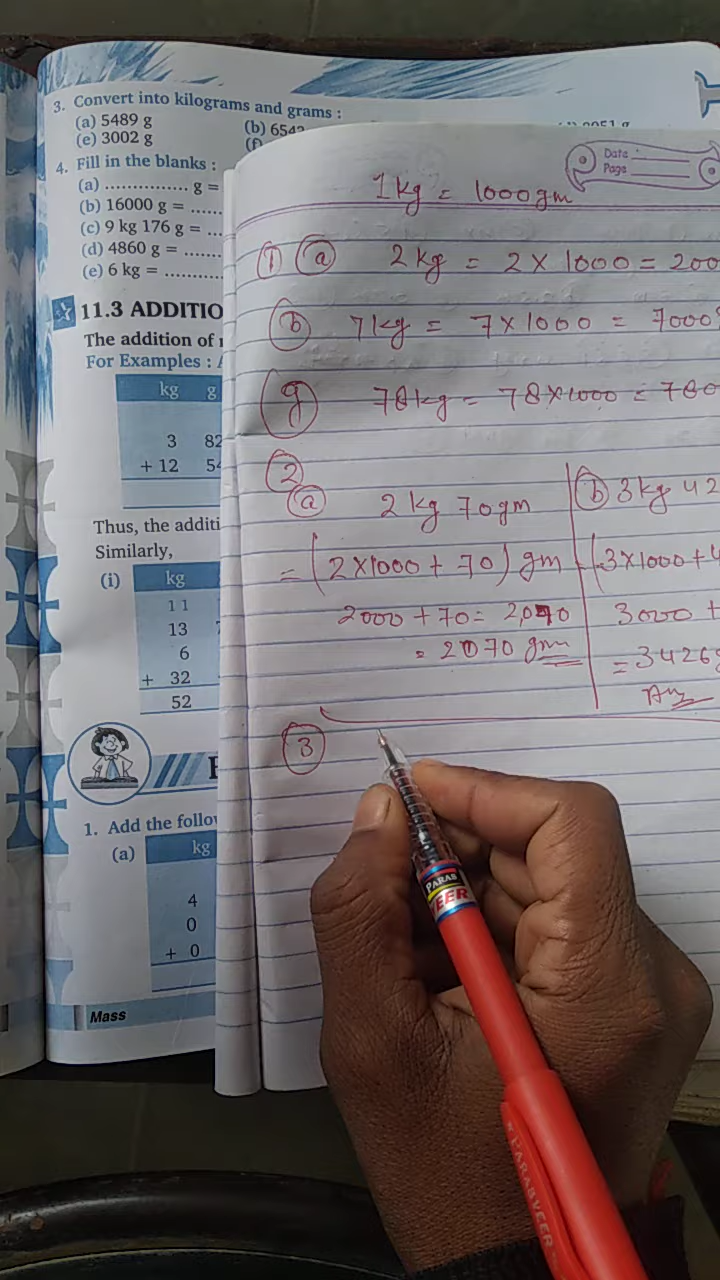 3. Convert into kilograms and grams :
(a) 5489 g
(b) 6542
(e) 3002 g
(f)
4. Fill in the blanks :
(a) ................ g =
(b) 16000 g = ......
(c) 9 kg 176 g = ...
(d) 4860 g = .......
(e) 6 kg = ...........
11.3 ADDITIO
The addition of
For Examples :
kg g
3 82
+ 12 54
Thus, the additi
Similarly,
(i)
kg
11
13
6
+ 32
52
1. Add the follow
(a)
kg
4
0
+ 0
Mass
Date
Page
1kg = 1000gm
① ⓐ 2kg = 2 × 1000 = 200
ⓑ 7kg = 7×1000 = 7000
ⓖ 78kg = 78×1000 = 780
②
ⓐ 2kg 70gm
= (2×1000 + 70) gm
2000 + 70 = 2070
= 2070 gm
ⓑ 3kg 42
(3×1000+4
3000 +
= 3426
Ans
③
PARAS
VEER
PARASVEER